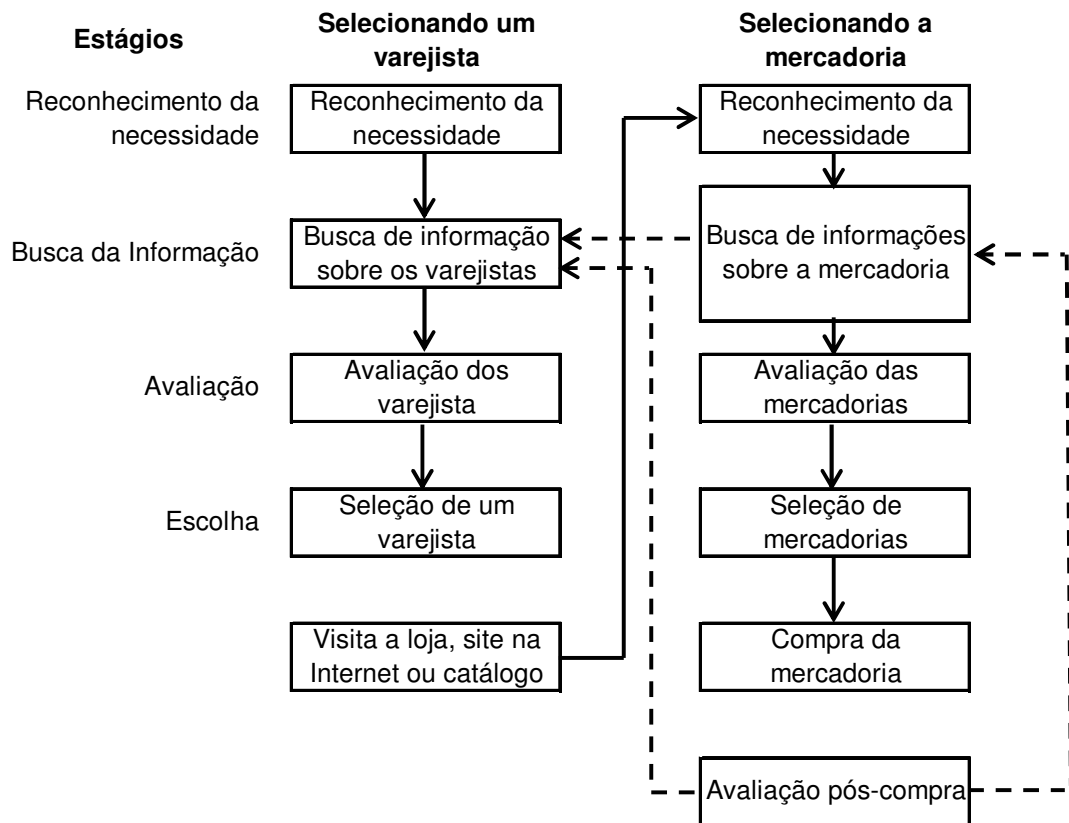 Estágios
Selecionando um
varejista
Selecionando a
mercadoria
Reconhecimento da
necessidade
Reconhecimento da
necessidade
Reconhecimento da
necessidade
Busca da Informação
Busca de informação
sobre os varejistas
Busca de informações
sobre a mercadoria
Avaliação
Avaliação dos
varejista
Avaliação das
mercadorias
Escolha
Seleção de um
varejista
Seleção de
mercadorias
Visita a loja, site na
Internet ou catálogo
Compra da
mercadoria
Avaliação pós-compra